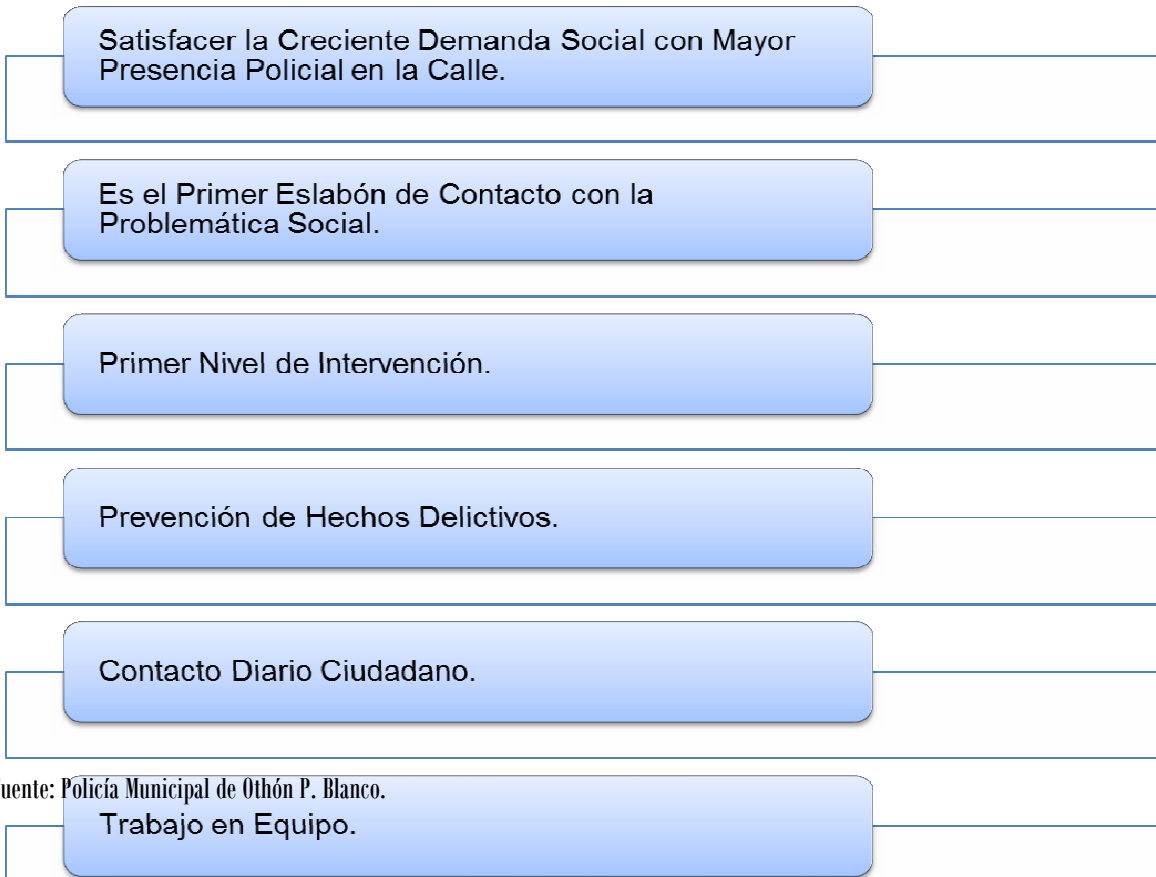 Satisfacer la Creciente Demanda Social con Mayor
Presencia Policial en la Calle.
Es el Primer Eslabón de Contacto con la
Problemática Social.
Primer Nivel de Intervención.
Prevención de Hechos Delictivos.
Contacto Diario Ciudadano.
uente: Policía Municipal de Othón P. Blanco.
Trabajo en Equipo.